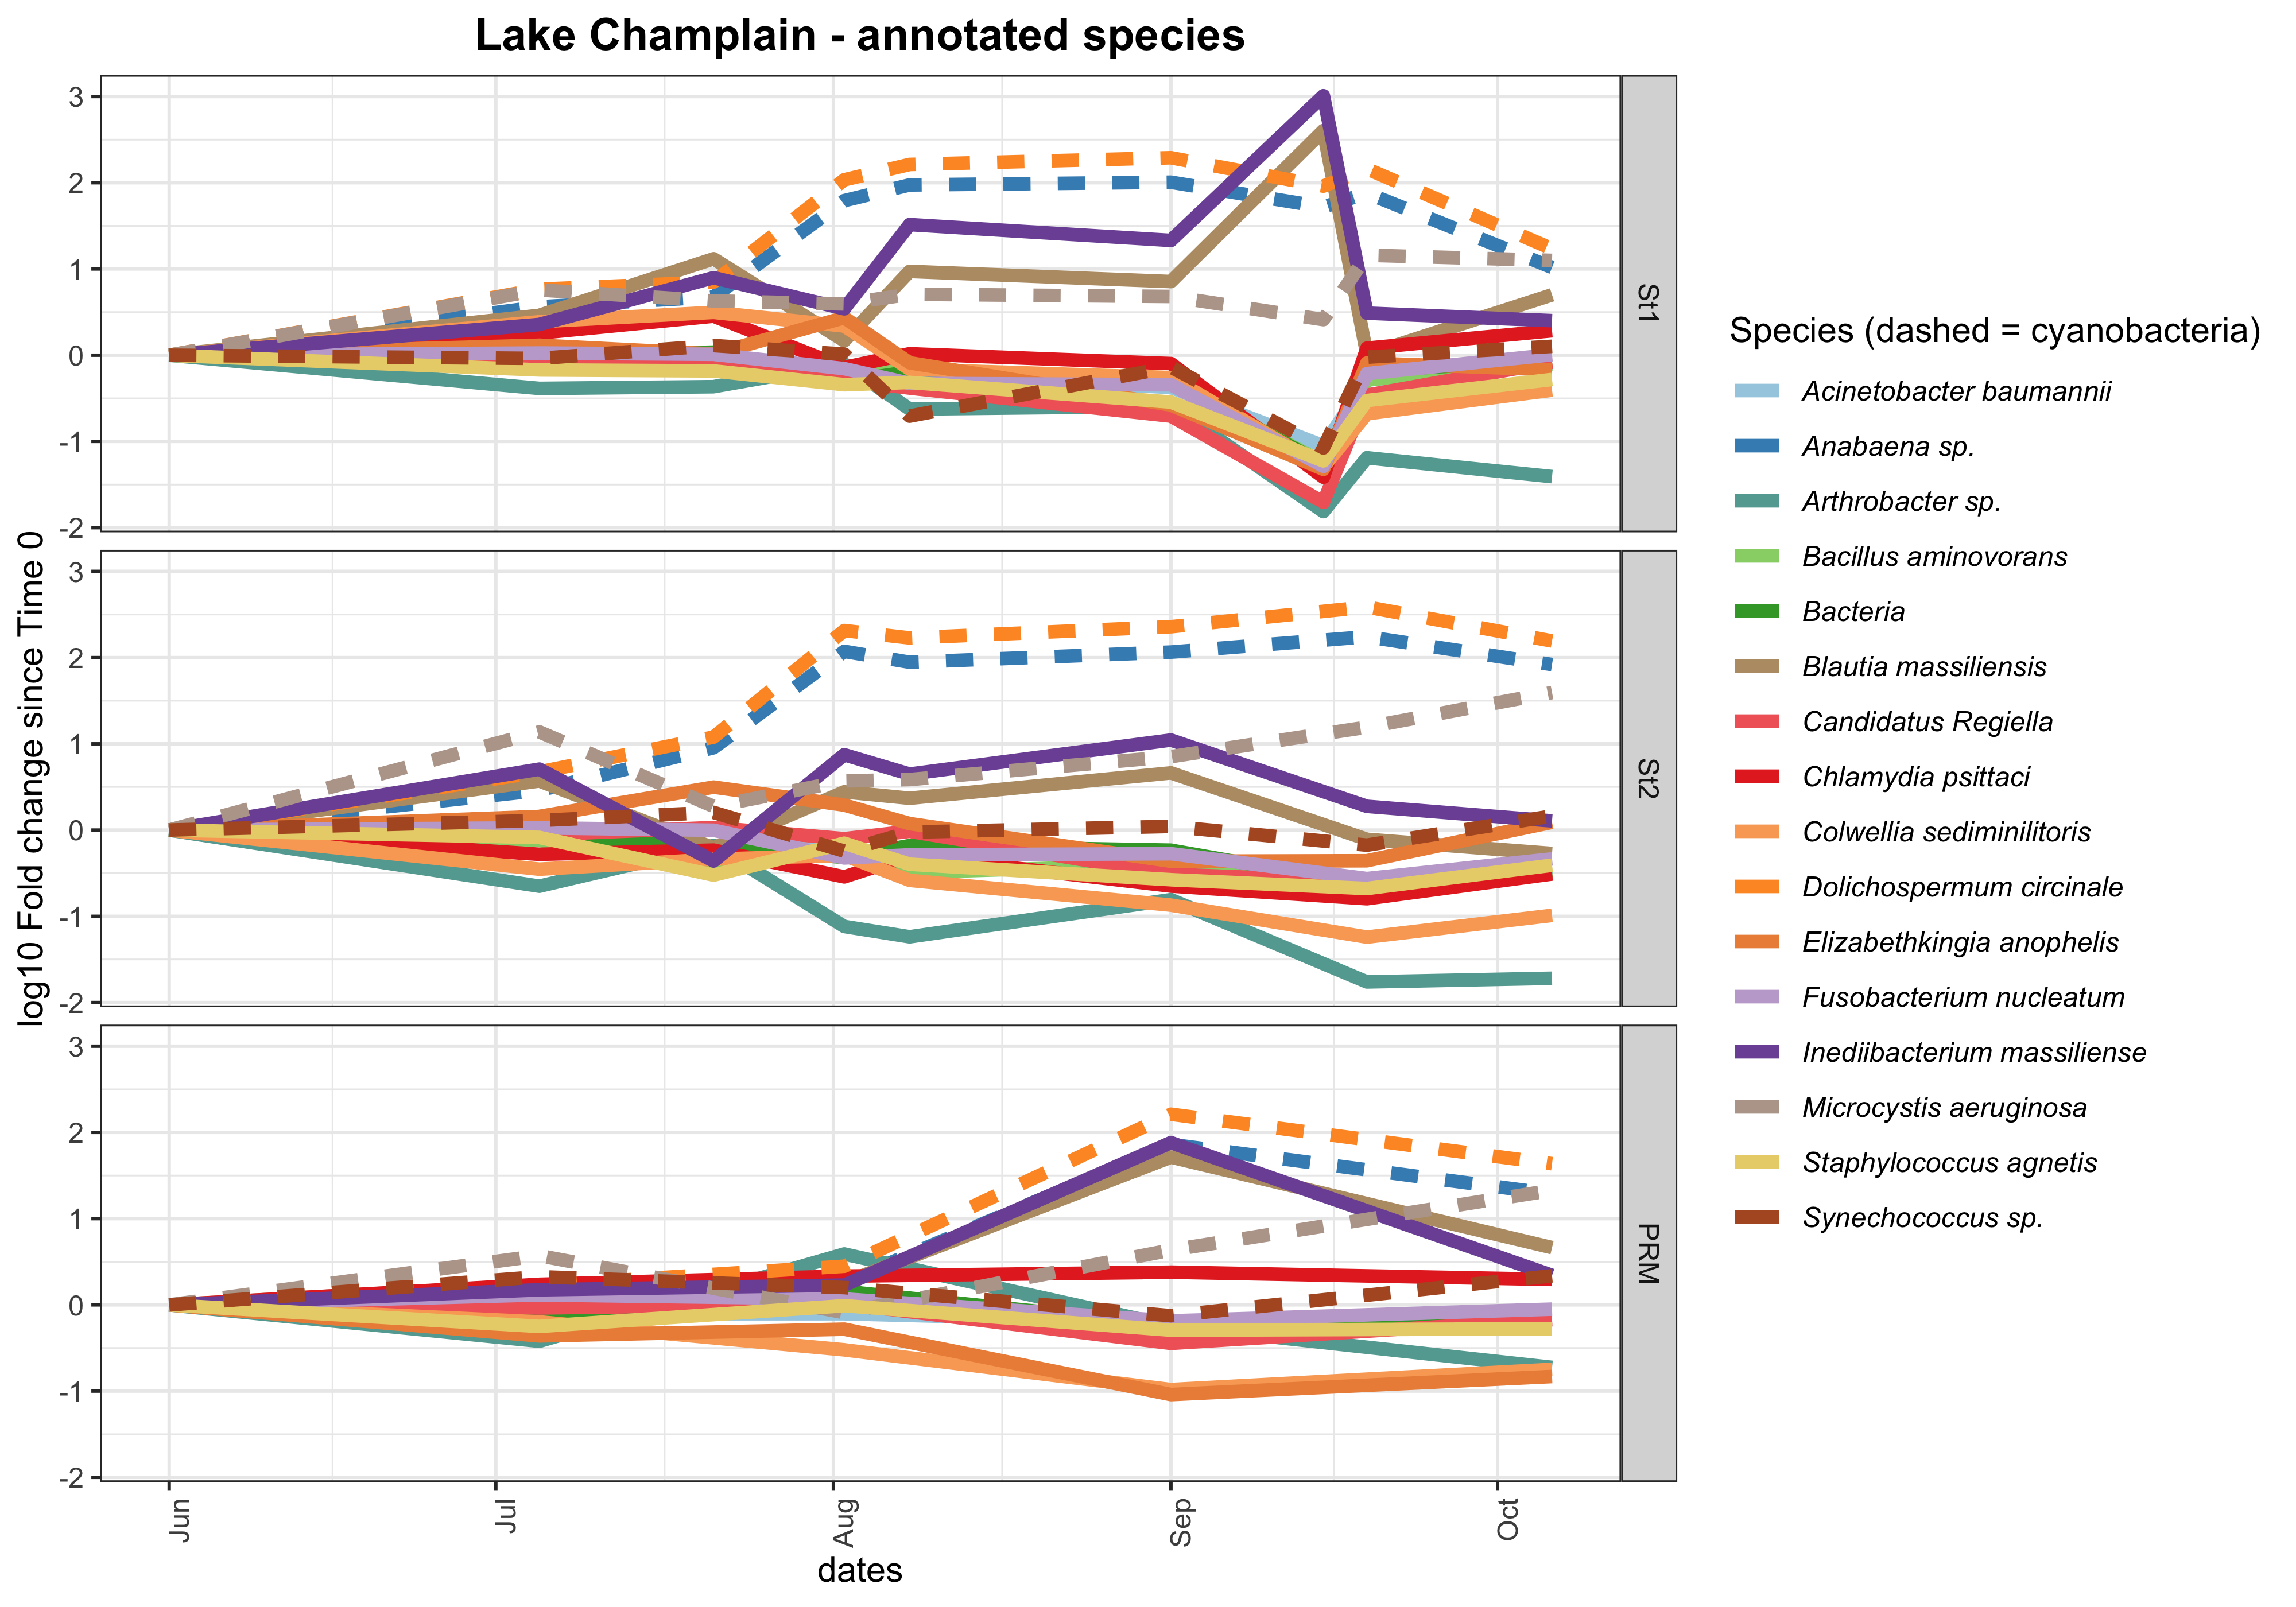 Lake Champlain - annotated species
log10 Fold change since Time 0
3
2
1
0
-1
-2
St1
3
2
1
0
-1
-2
St2
3
2
1
0
-1
-2
PRM
Jun
Jul
Aug
Sep
Oct
dates
Species (dashed = cyanobacteria)
Acinetobacter baumannii
Anabaena sp.
Arthrobacter sp.
Bacillus aminovorans
Bacteria
Blautia massiliensis
Candidatus Regiella
Chlamydia psittaci
Colwellia sediminilitoris
Dolichospermum circinale
Elizabethkingia anophelis
Fusobacterium nucleatum
Inediibacterium massiliense
Microcystis aeruginosa
Staphylococcus agnetis
Synechococcus sp.